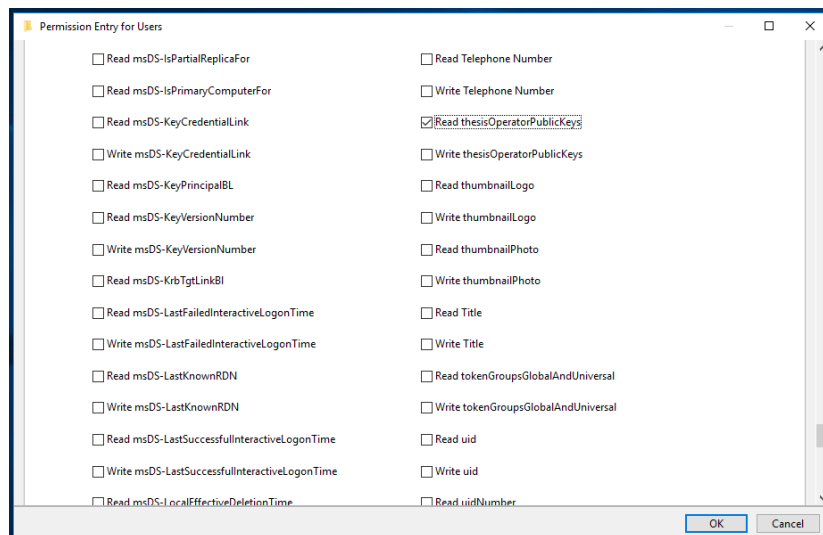 Permission Entry for Users
Read msDS-IsPartialReplicaFor
Read msDS-IsPrimaryComputerFor
Read msDS-KeyCredentialLink
Write msDS-KeyCredentialLink
Read msDS-KeyPrincipalBL
Read msDS-KeyVersionNumber
Write msDS-KeyVersionNumber
Read msDS-KrbTgtLinkBl
Read msDS-LastFailedInteractiveLogonTime
Write msDS-LastFailedInteractiveLogonTime
Read msDS-LastKnownRDN
Write msDS-LastKnownRDN
Read msDS-LastSuccessfulInteractiveLogonTime
Write msDS-LastSuccessfulInteractiveLogonTime
Read msDS-LocalEffectiveDeletionTime
Read Telephone Number
Write Telephone Number
Read thesisOperatorPublicKeys
Write thesisOperatorPublicKeys
Read thumbnailLogo
Write thumbnailLogo
Read thumbnailPhoto
Write thumbnailPhoto
Read Title
Write Title
Read tokenGroupsGlobalAndUniversal
Write tokenGroupsGlobalAndUniversal
Read uid
Write uid
Read uidNumber
OK
Cancel